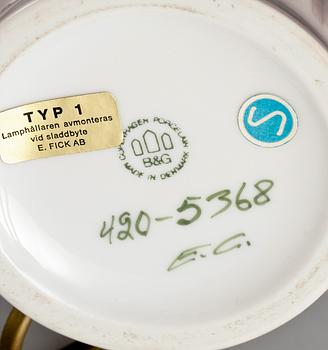 TYP 1
Lamphållaren avmonteras
vid sladdbyte
E. FICK AB
S
COPENHAGEN PORCELAIN
B&G
MADE IN DENMARK
420-5368
E.C.